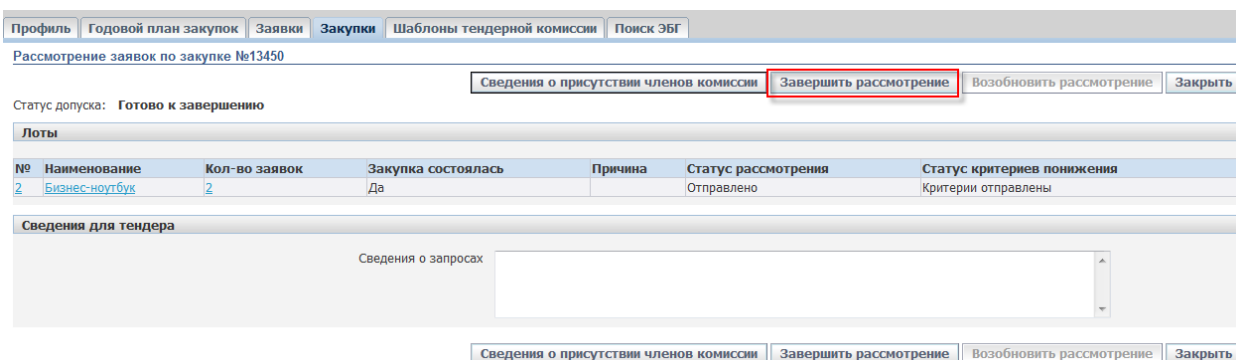 Профиль Годовой план закупок Заявки Закупки Шаблоны тендерной комиссии Поиск ЭБГ
Рассмотрение заявок по закупке №13450
Сведения о присутствии членов комиссии Завершить рассмотрение Возобновить рассмотрение Закрыть
Статус допуска: Готово к завершению
Лоты
№ Наименование Кол-во заявок Закупка состоялась Причина Статус рассмотрения Статус критериев понижения
2 Бизнес-ноутбук 2 Да Отправлено Критерии отправлены
Сведения для тендера
Сведения о запросах
Сведения о присутствии членов комиссии Завершить рассмотрение Возобновить рассмотрение Закрыть